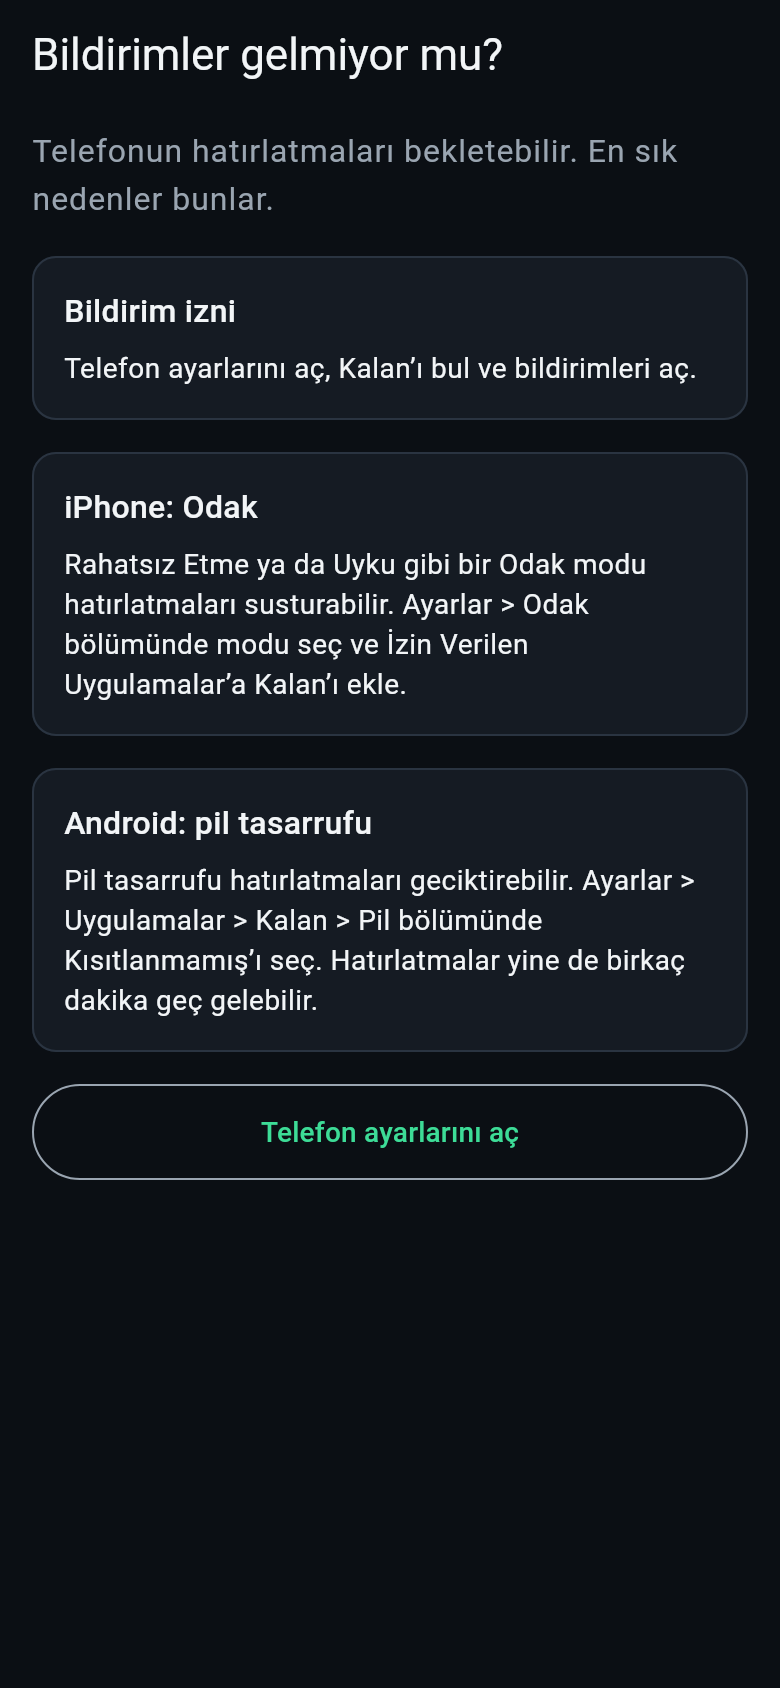 Bildirimler gelmiyor mu?
Telefonun hatırlatmaları bekletebilir. En sık
nedenler bunlar.
Bildirim izni
Telefon ayarlarını aç, Kalan’ı bul ve bildirimleri aç.
iPhone: Odak
Rahatsız Etme ya da Uyku gibi bir Odak modu
hatırlatmaları susturabilir. Ayarlar > Odak
bölümünde modu seç ve İzin Verilen
Uygulamalar’a Kalan’ı ekle.
Android: pil tasarrufu
Pil tasarrufu hatırlatmaları geciktirebilir. Ayarlar >
Uygulamalar > Kalan > Pil bölümünde
Kısıtlanmamış’ı seç. Hatırlatmalar yine de birkaç
dakika geç gelebilir.
Telefon ayarlarını aç